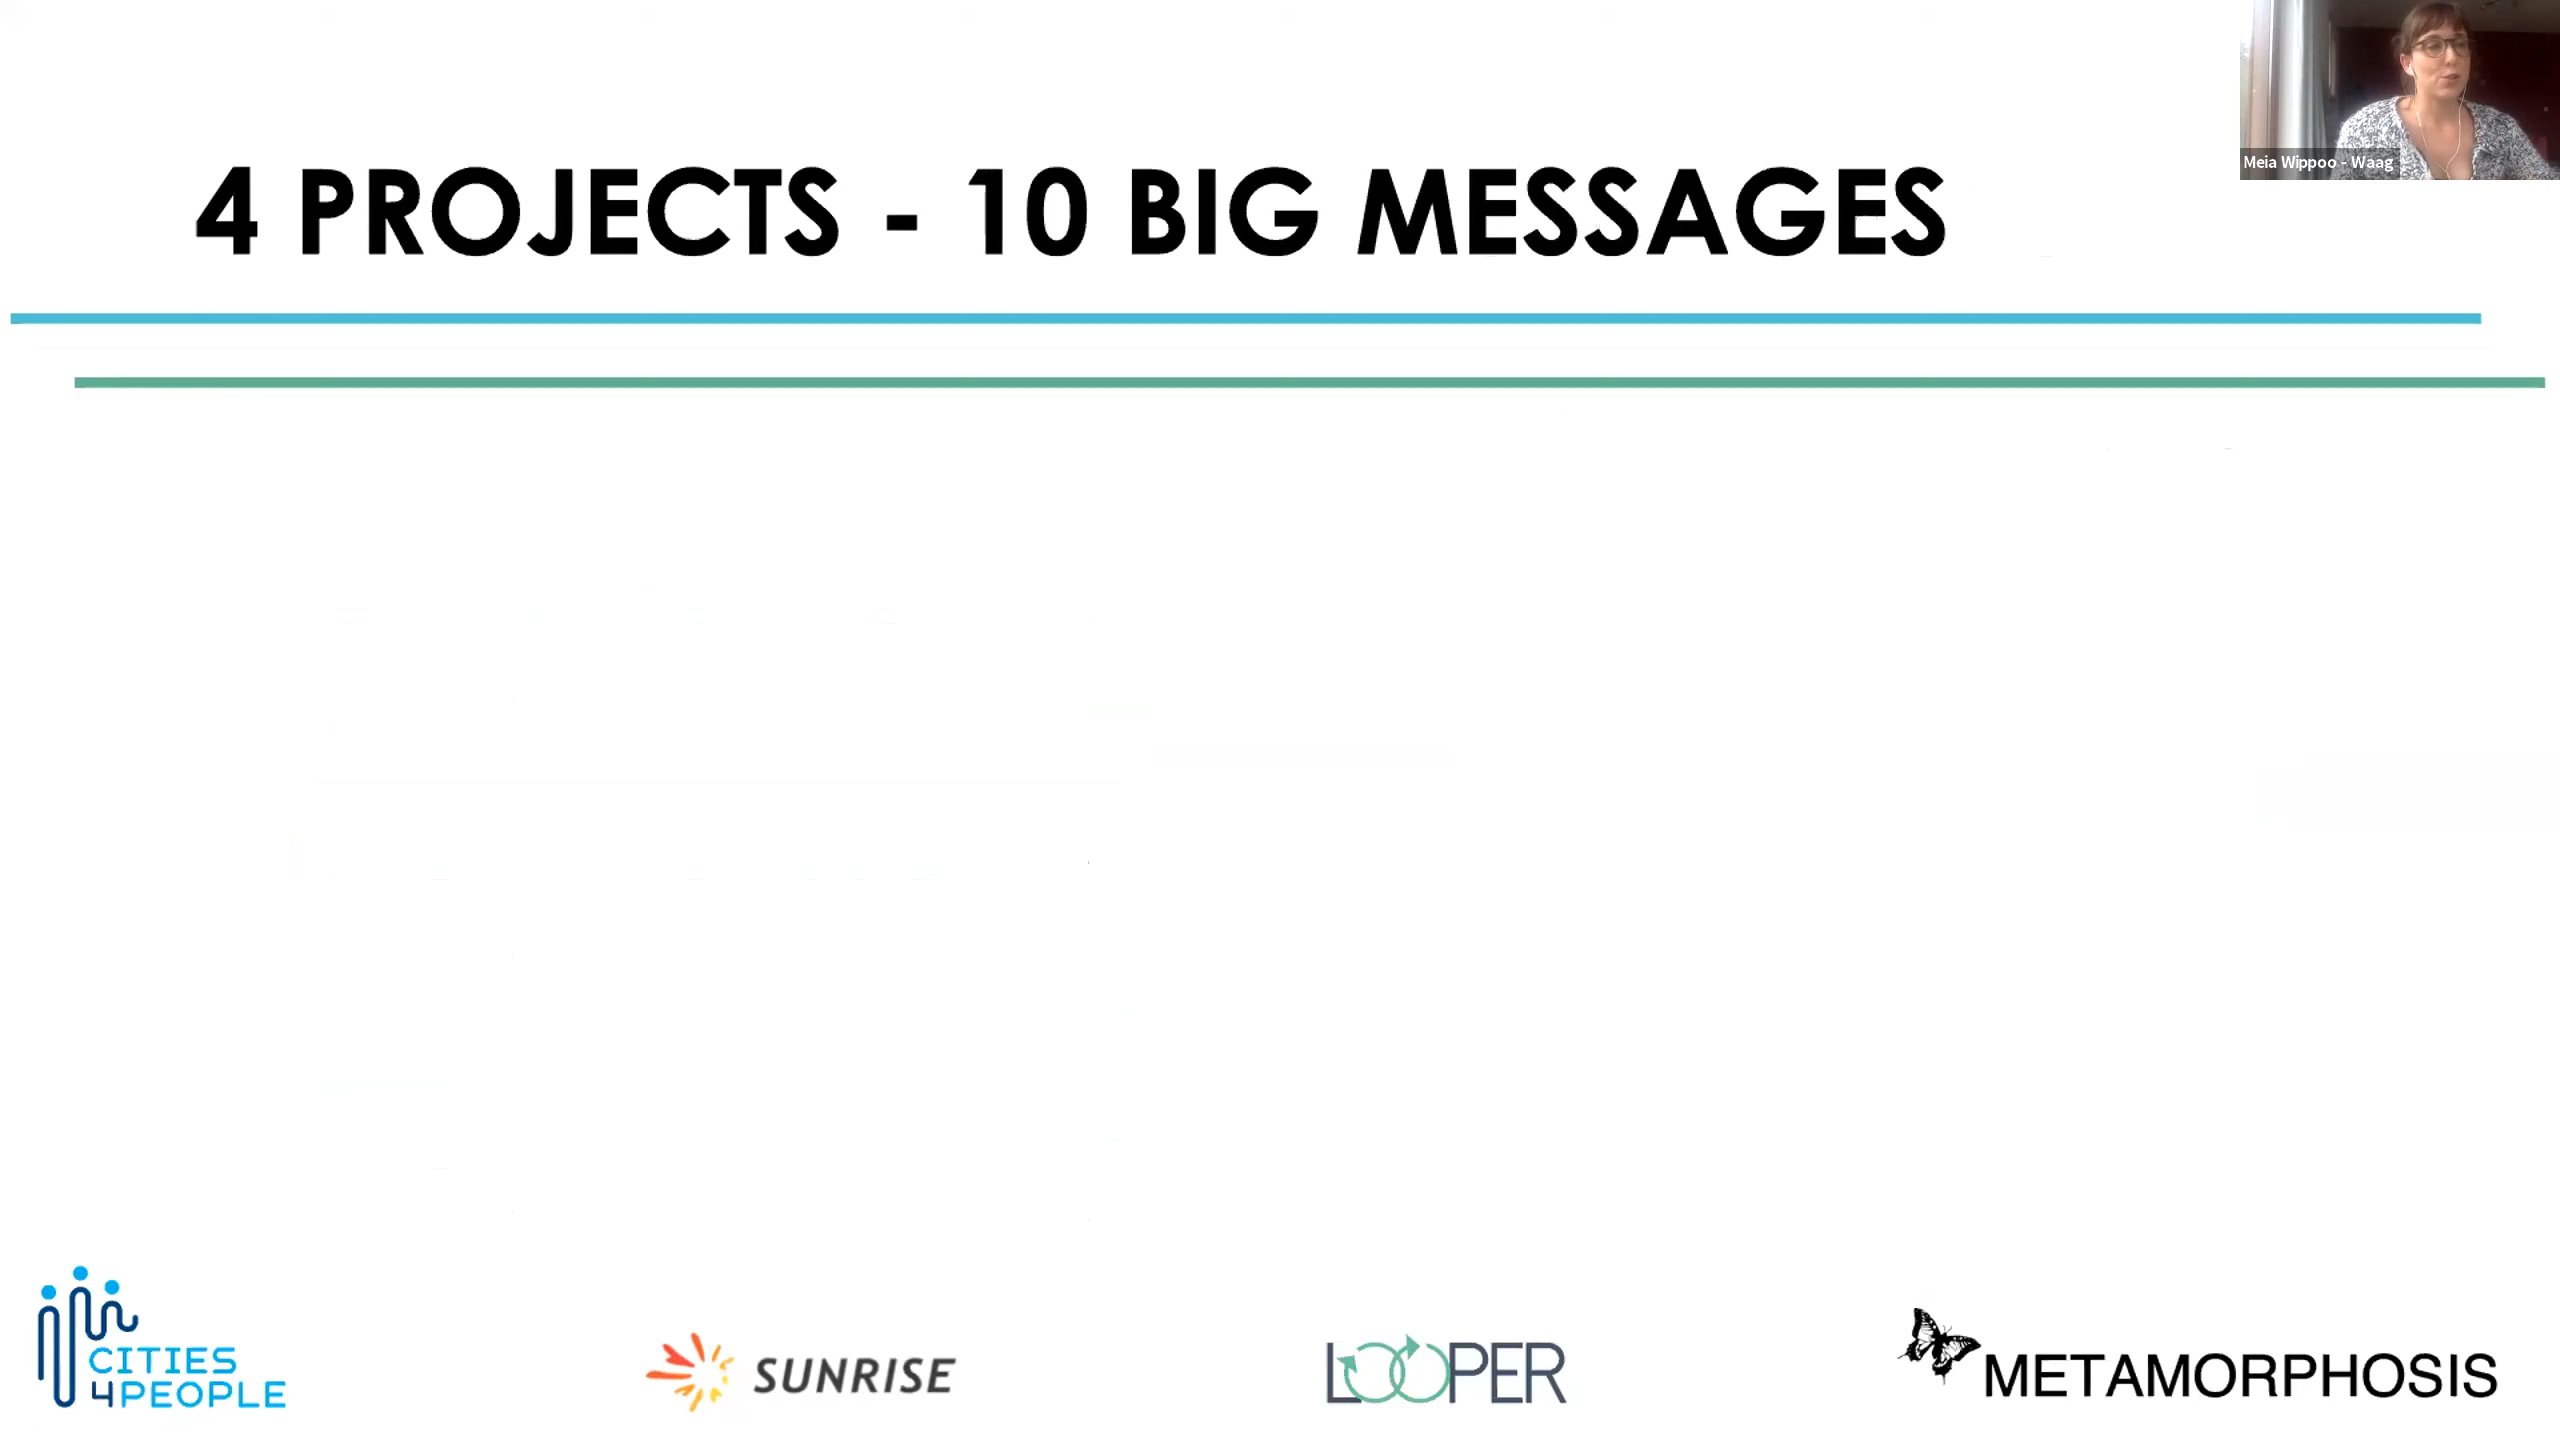 4 PROJECTS - 10 BIG MESSAGES
Meia Wippoo - Waag
CITIES
4PEOPLE
SUNRISE
LOOPER
METAMORPHOSIS